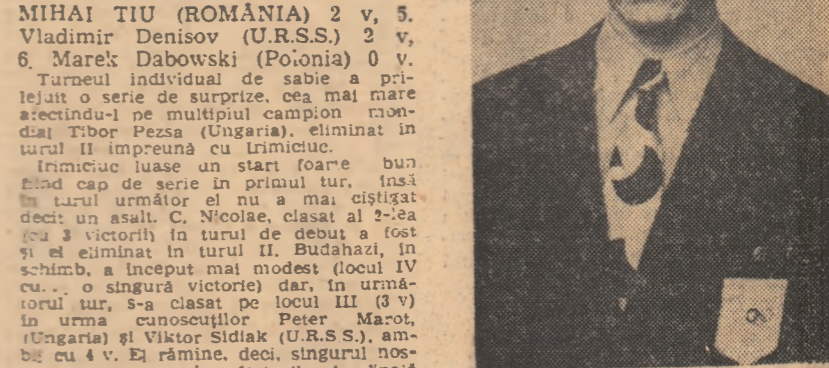 MIHAI TIU (ROMÂNIA) 2 v, 5.
Vladimir Denisov (U.R.S.S.) 2 v,
6. Marek Dabowski (Polonia) 0 v.
Turneul individual de sabie a pri-
lejuit o serie de surprize, cea mai mare
afectindu-l pe multiplul campion mon-
dial Tibor Pezsa (Ungaria), eliminat în
turul II împreună cu Irimiciuc.
Irimiciuc luase un start foarte bun
fiind cap de serie în primul tur, însă
în turul următor el nu a mai cîștigat
decît un asalt. C. Nicolae, clasat al 2-lea
(cu 3 victorii) în turul de debut a fost
și el eliminat în turul II. Budahazi, în
schimb, a început mai modest (locul IV
cu... o singură victorie) dar, în urmă-
torul tur, s-a clasat pe locul III (3 v)
în urma cunoscuților Peter Marot,
(Ungaria) și Viktor Sidiak (U.R.S.S.), am-
bii cu 4 v. El rămîne, deci, singurul nos-